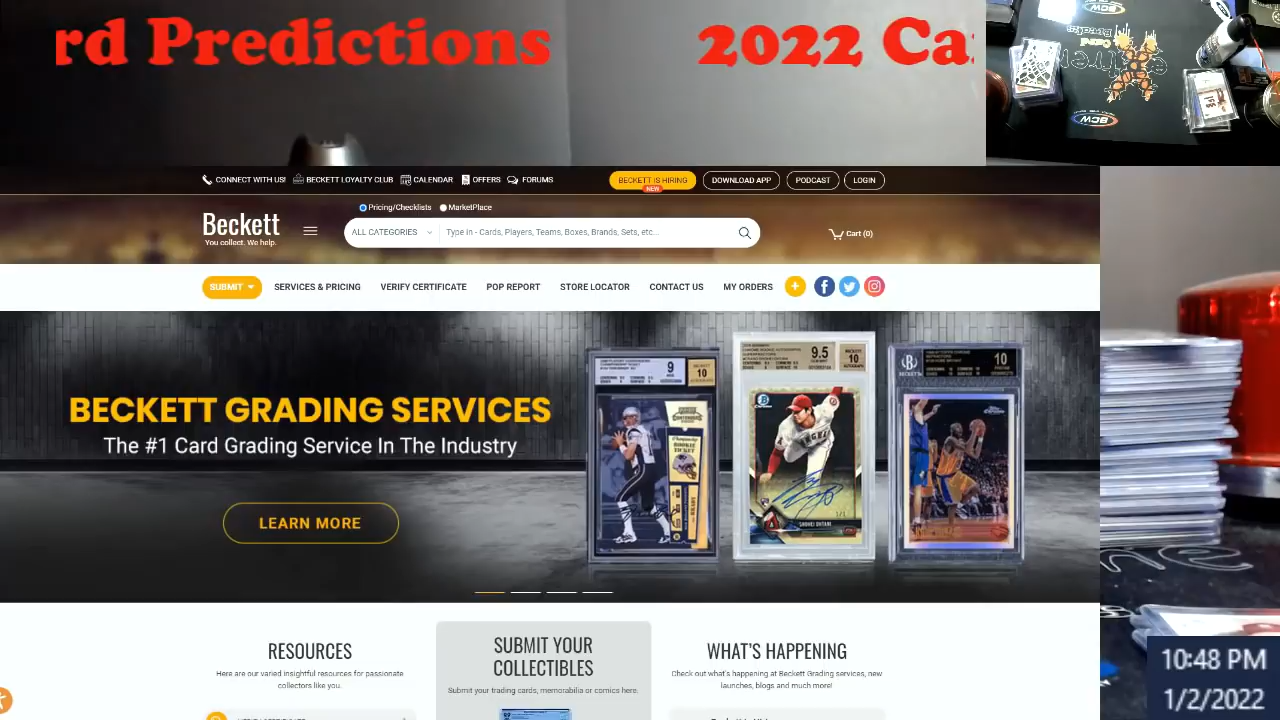 rd Predictions 2022 Ca
BCW
BCW
CONNECT WITH US! BECKETT LOYALTY CLUB CALENDAR OFFERS FORUMS BECKETT IS HIRING NEW DOWNLOAD APP PODCAST LOGIN
Pricing/Checklists MarketPlace
Beckett
You collect. We help.
ALL CATEGORIES Type in - Cards, Players, Teams, Boxes, Brands, Sets, etc...
Cart (0)
SUBMIT SERVICES & PRICING VERIFY CERTIFICATE POP REPORT STORE LOCATOR CONTACT US MY ORDERS
BECKETT GRADING SERVICES
The #1 Card Grading Service In The Industry
LEARN MORE
9
10
9.5
10
10
SHOHEI OHTANI
RESOURCES
Here are our varied insightful resources for passionate
collectors like you.
SUBMIT YOUR
COLLECTIBLES
Submit your trading cards, memorabilia or comics here.
WHAT'S HAPPENING
Check out what's happening at Beckett Grading services, new
launches, blogs and much more!
10:48 PM
1/2/2022